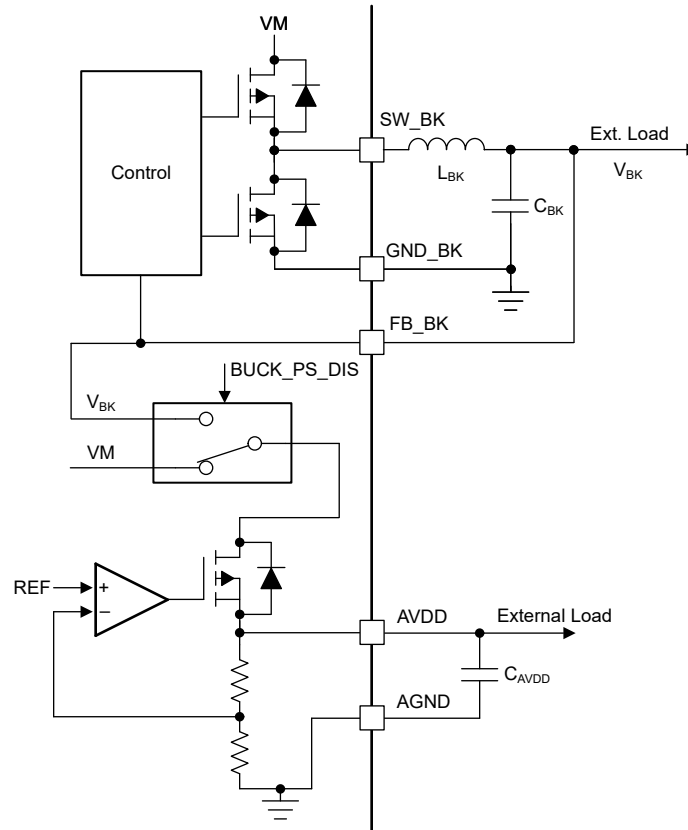 VM
SW_BK
Ext. Load
Control
L_BK
V_BK
C_BK
GND_BK
FB_BK
BUCK_PS_DIS
V_BK
VM
REF
+
–
AVDD
External Load
C_AVDD
AGND